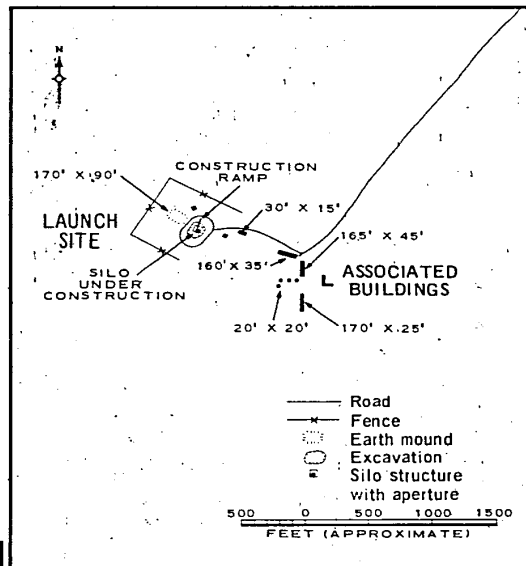 N
S
CONSTRUCTION
RAMP
170' X 90'
30' X 15'
LAUNCH
SITE
165' X 45'
160' X 35'
SILO
UNDER
CONSTRUCTION
ASSOCIATED
BUILDINGS
20' X 20'
170' X 25'
Road
Fence
Earth mound
Excavation
Silo structure
with aperture
500 0 500 1000 1500
FEET (APPROXIMATE)